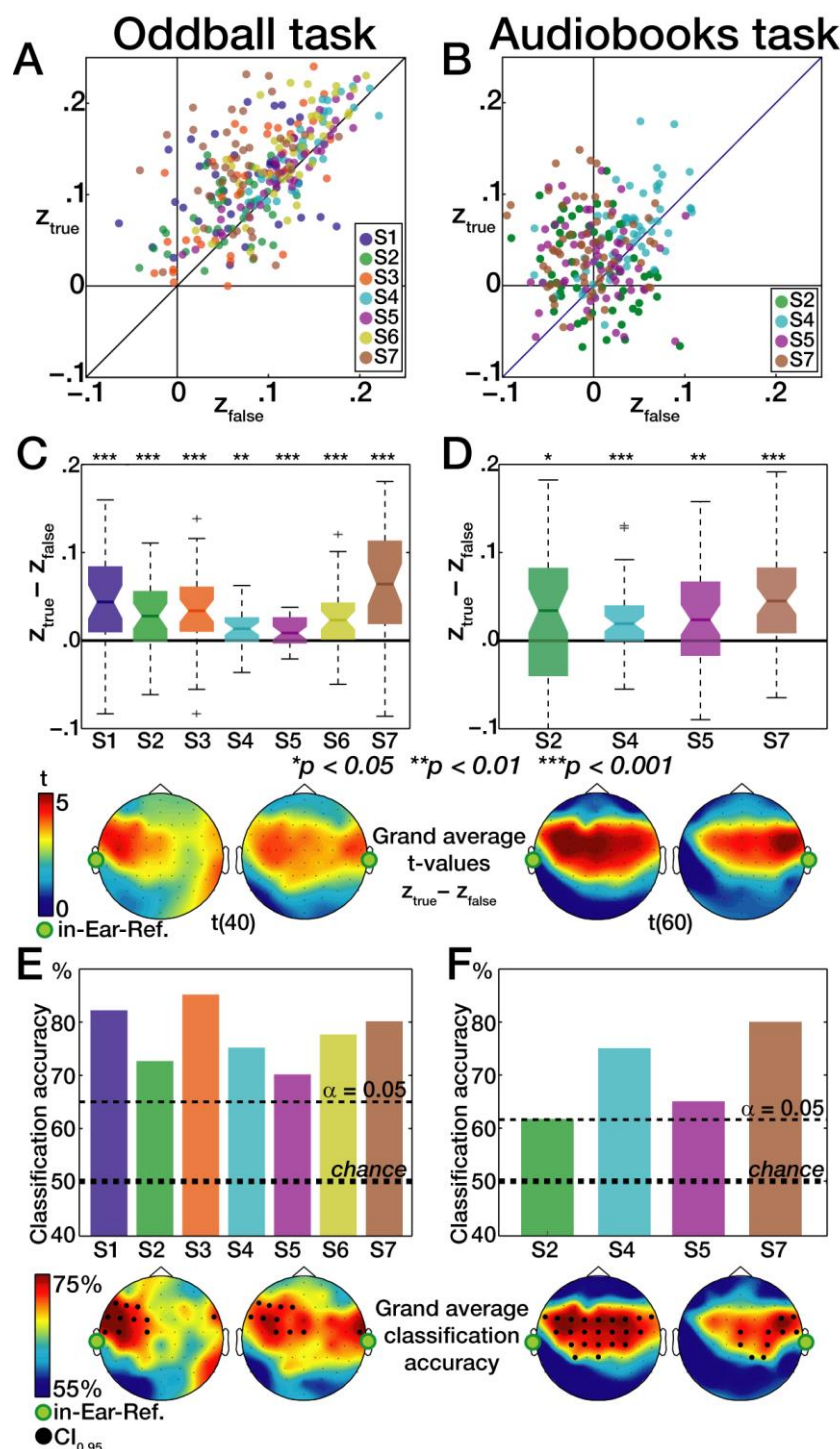 Oddball task
Audiobooks task
A
B
.2
.1
z_true
0
-.1
-.1 0 .1 .2
z_false
S1
S2
S3
S4
S5
S6
S7
.2
.1
z_true
0
-.1
-.1 0 .1 .2
z_false
S2
S4
S5
S7
C
*** *** *** ** *** *** ***
.2
.1
.0
-.1
z_true – z_false
S1 S2 S3 S4 S5 S6 S7
D
* *** ** ***
.2
.1
.0
-.1
z_true – z_false
S2 S4 S5 S7
*p < 0.05 **p < 0.01 ***p < 0.001
t
5
0
in-Ear-Ref.
t(40)
Grand average
t-values
z_true – z_false
t(60)
E
%
80
70
60
50
40
Classification accuracy
α = 0.05
chance
S1 S2 S3 S4 S5 S6 S7
F
%
80
70
60
50
40
Classification accuracy
α = 0.05
chance
S2 S4 S5 S7
75%
55%
in-Ear-Ref.
CI_0.95
Grand average
classification
accuracy